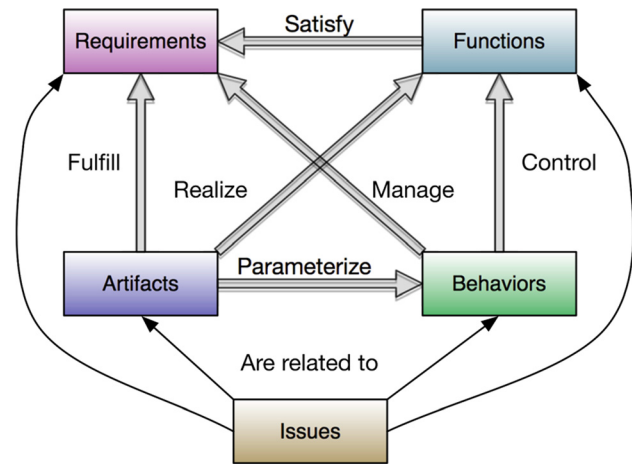 Satisfy
Requirements
Functions
Fulfill
Realize
Manage
Control
Parameterize
Artifacts
Behaviors
Are related to
Issues